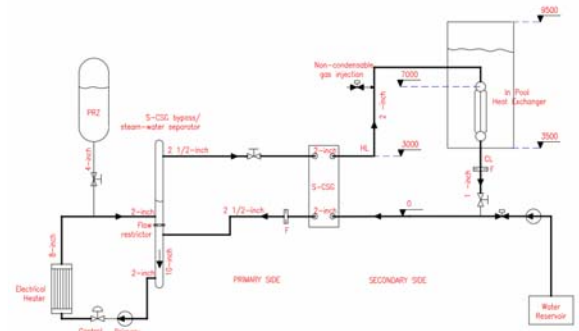 9500
Non-condensable
gas injection
7000
In Pool
Heat Exchanger
PRZ
S-CSG bypass/
steam-water separator
2 -inch
4-inch
2 1/2-inch
2-inch
HL
3000
3500
S-CSG
CL
F
1 -inch
2-inch
2 1/2-inch
2-inch
0
Flow
restrictor
F
8-inch
10-inch
2-inch
PRIMARY SIDE
SECONDARY SIDE
Electrical
Heater
Water
Reservoir
Control
Primary